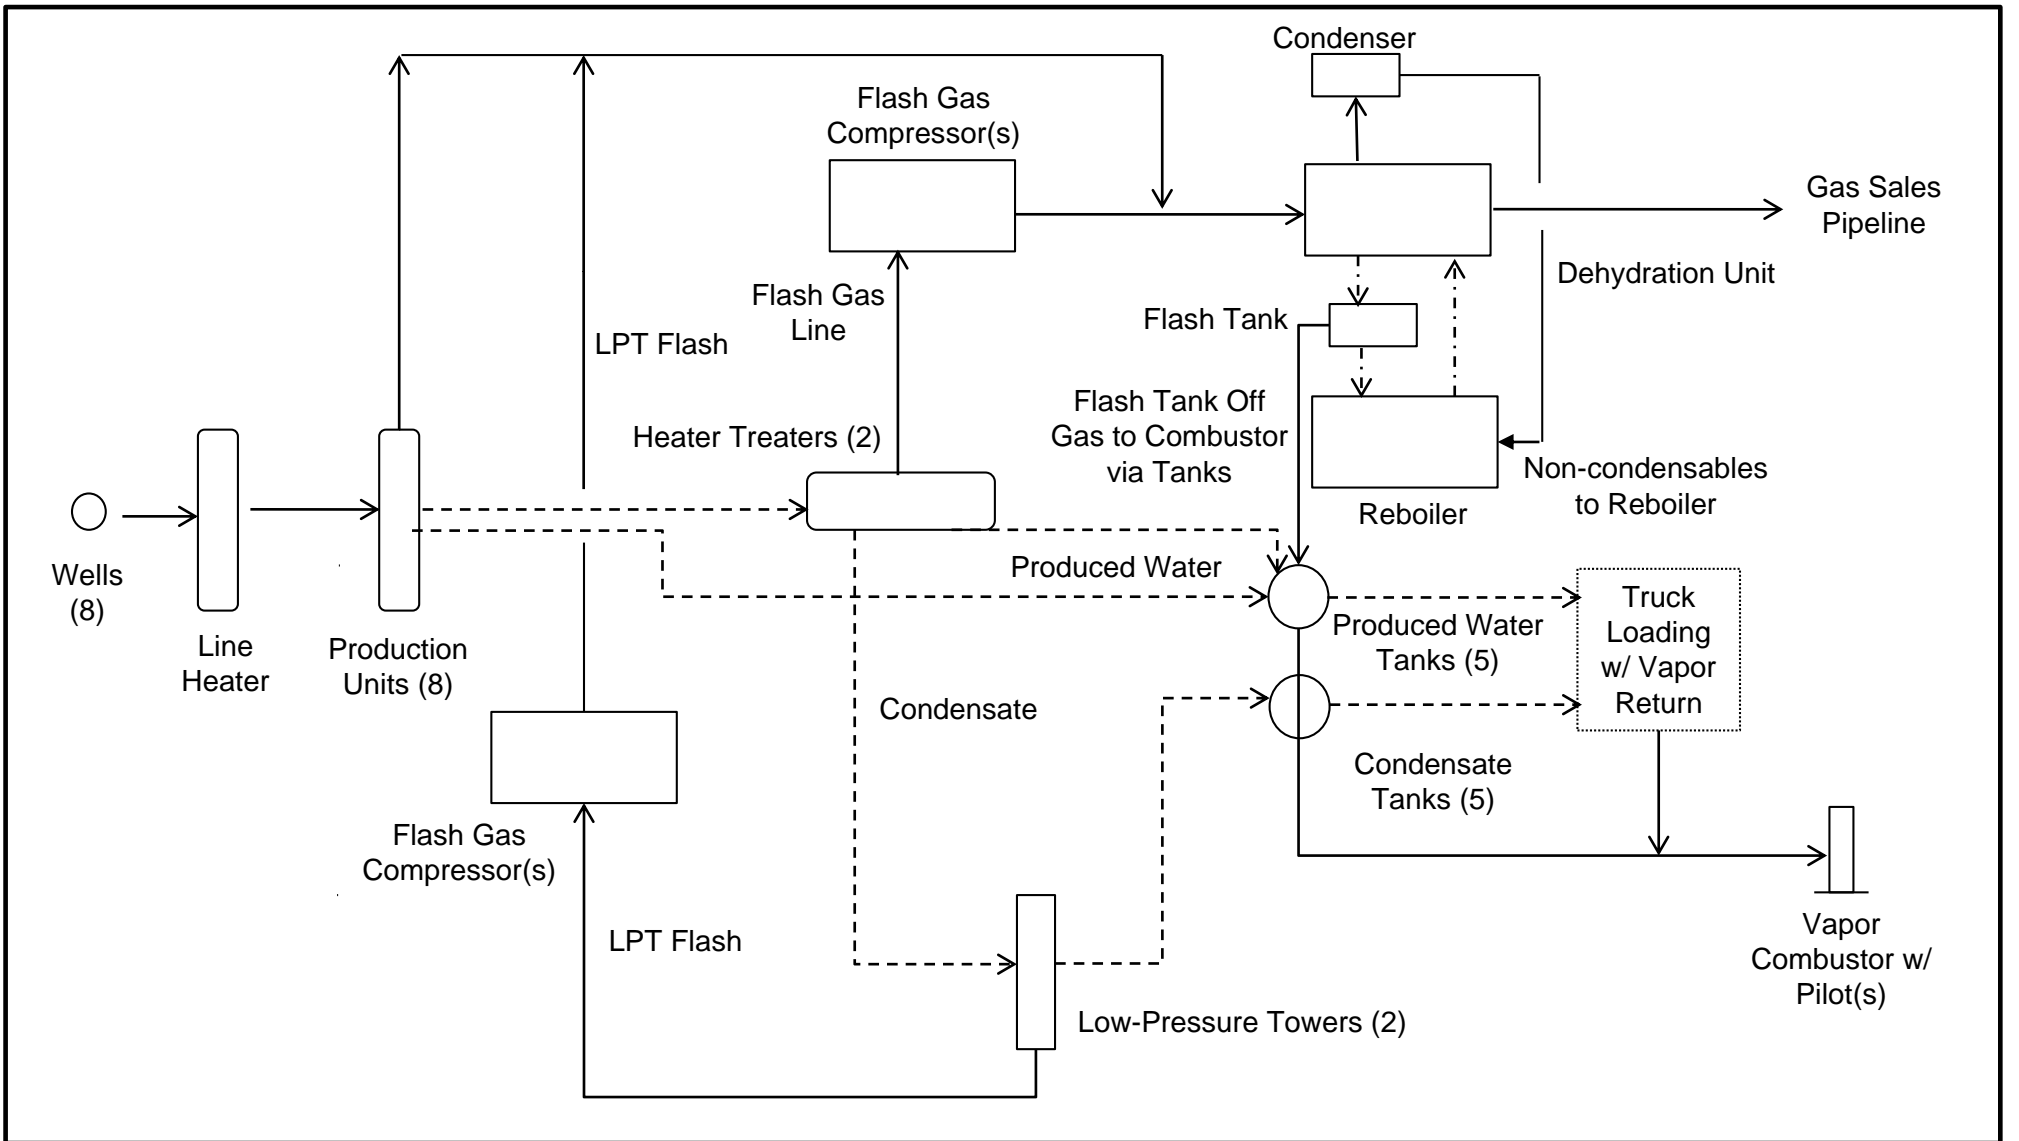 Condenser
Flash Gas
Compressor(s)
Gas Sales
Pipeline
Dehydration Unit
Flash Gas
Line
Flash Tank
LPT Flash
Flash Tank Off
Gas to Combustor
via Tanks
Heater Treaters (2)
Non-condensables
to Reboiler
Reboiler
Wells
(8)
Produced Water
Truck
Loading
w/ Vapor
Return
Line
Heater
Production
Units (8)
Produced Water
Tanks (5)
Condensate
Condensate
Tanks (5)
Flash Gas
Compressor(s)
LPT Flash
Vapor
Combustor w/
Pilot(s)
Low-Pressure Towers (2)